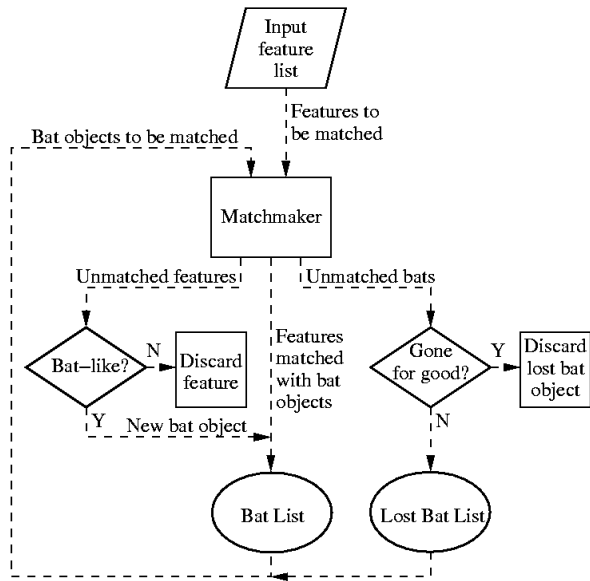 Input
feature
list
Features to
be matched
Bat objects to be matched
Matchmaker
Unmatched features
Unmatched bats
Features
matched
with bat
objects
Bat−like?
N
Discard
feature
Y
New bat object
Gone
for good?
Y
Discard
lost bat
object
N
Bat List
Lost Bat List